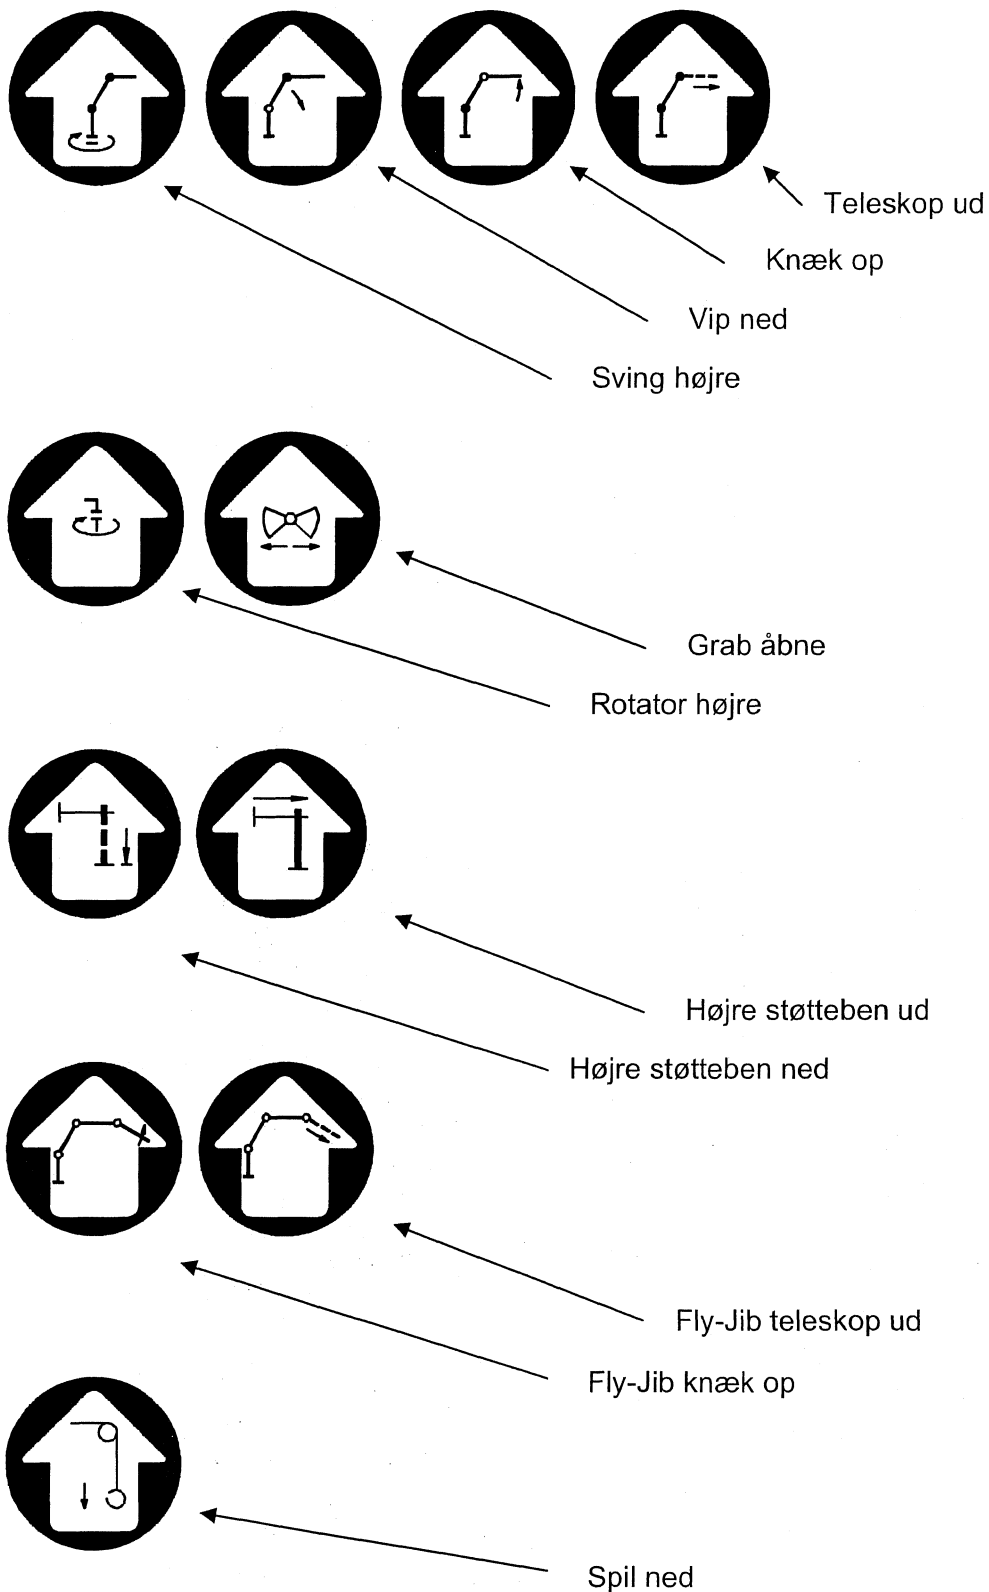 Teleskop ud
Knæk op
Vip ned
Sving højre
Grab åbne
Rotator højre
Højre støtteben ud
Højre støtteben ned
Fly-Jib teleskop ud
Fly-Jib knæk op
Spil ned